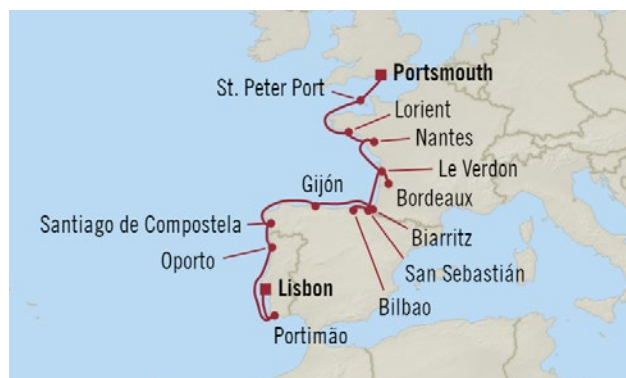 Portsmouth
St. Peter Port
Lorient
Nantes
Le Verdon
Gijón
Bordeaux
Santiago de Compostela
Biarritz
Oporto
San Sebastián
Lisbon
Bilbao
Portimão